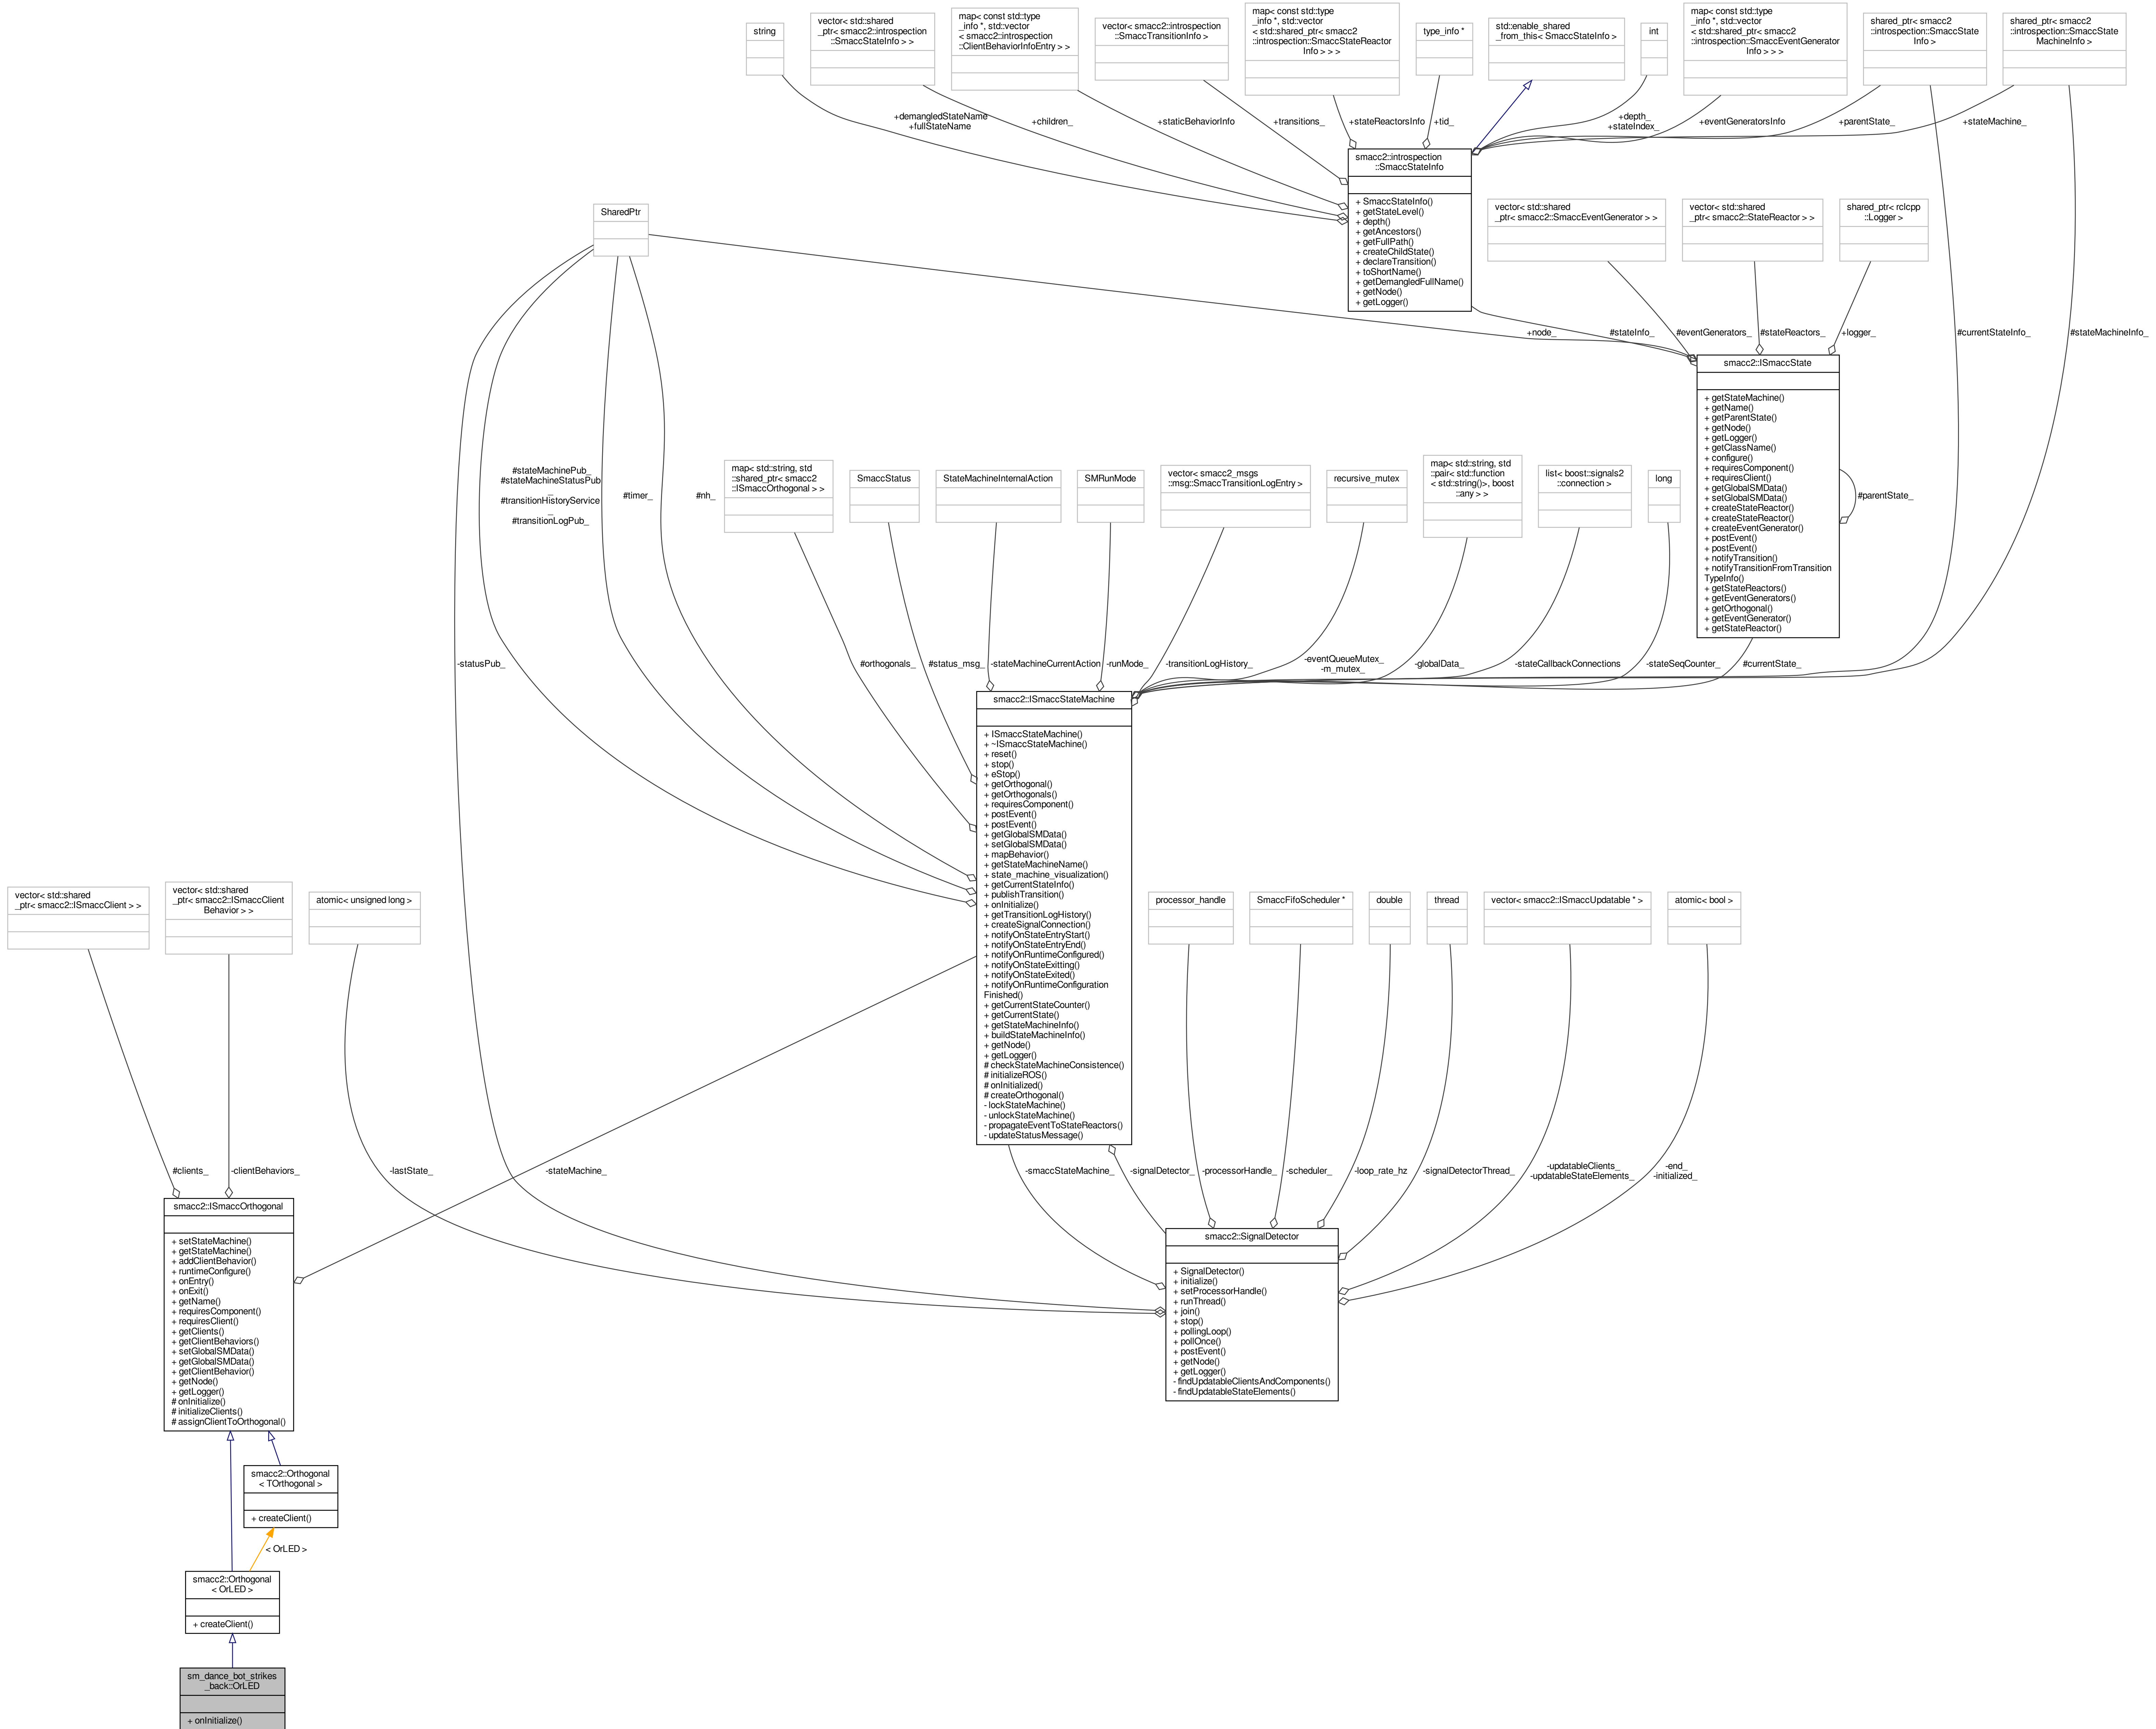 string
vector< std::shared
_ptr< smacc2::introspection
::SmaccStateInfo > >
map< const std::type
_info *, std::vector
< smacc2::introspection
::ClientBehaviorInfoEntry > >
vector< smacc2::introspection
::SmaccTransitionInfo >
map< const std::type
_info *, std::vector
< std::shared_ptr< smacc2
::introspection::SmaccStateReactor
Info > > >
type_info *
std::enable_shared
_from_this< SmaccStateInfo >
int
map< const std::type
_info *, std::vector
< std::shared_ptr< smacc2
::introspection::SmaccEventGenerator
Info > > >
shared_ptr< smacc2
::introspection::SmaccState
Info >
shared_ptr< smacc2
::introspection::SmaccState
MachineInfo >
+demangledStateName
+fullStateName
+children_
+staticBehaviorInfo
+transitions_
+stateReactorsInfo
+tid_
+depth_
+stateIndex_
+eventGeneratorsInfo
+parentState_
+stateMachine_
smacc2::introspection
::SmaccStateInfo
+ SmaccStateInfo()
+ getStateLevel()
+ depth()
+ getAncestors()
+ getFullPath()
+ createChildState()
+ declareTransition()
+ toShortName()
+ getDemangledFullName()
+ getNode()
+ getLogger()
SharedPtr
vector< std::shared
_ptr< smacc2::SmaccEventGenerator > >
vector< std::shared
_ptr< smacc2::StateReactor > >
shared_ptr< rclcpp
::Logger >
+node_
#stateInfo_
#eventGenerators_
#stateReactors_
+logger_
#currentStateInfo_
#stateMachineInfo_
smacc2::ISmaccState
+ getStateMachine()
+ getName()
+ getParentState()
+ getNode()
+ getLogger()
+ getClassName()
+ configure()
+ requiresComponent()
+ requiresClient()
+ getGlobalSMData()
+ setGlobalSMData()
+ createStateReactor()
+ createStateReactor()
+ createEventGenerator()
+ postEvent()
+ postEvent()
+ notifyTransition()
+ notifyTransitionFromTransition
TypeInfo()
+ getStateReactors()
+ getEventGenerators()
+ getOrthogonal()
+ getEventGenerator()
+ getStateReactor()
#parentState_
#stateMachinePub_
#stateMachineStatusPub
_
#transitionHistoryService
_
#transitionLogPub_
#timer_
#nh_
map< std::string, std
::shared_ptr< smacc2
::ISmaccOrthogonal > >
SmaccStatus
StateMachineInternalAction
SMRunMode
vector< smacc2_msgs
::msg::SmaccTransitionLogEntry >
recursive_mutex
map< std::string, std
::pair< std::function
< std::string()>, boost
::any > >
list< boost::signals2
::connection >
long
-statusPub_
#orthogonals_
#status_msg_
-stateMachineCurrentAction
-runMode_
-transitionLogHistory_
-eventQueueMutex_
-m_mutex_
-globalData_
-stateCallbackConnections
-stateSeqCounter_
#currentState_
smacc2::ISmaccStateMachine
+ ISmaccStateMachine()
+ ~ISmaccStateMachine()
+ reset()
+ stop()
+ eStop()
+ getOrthogonal()
+ getOrthogonals()
+ requiresComponent()
+ postEvent()
+ postEvent()
+ getGlobalSMData()
+ setGlobalSMData()
+ mapBehavior()
+ getStateMachineName()
+ state_machine_visualization()
+ getCurrentStateInfo()
+ publishTransition()
+ onInitialize()
+ getTransitionLogHistory()
+ createSignalConnection()
+ notifyOnStateEntryStart()
+ notifyOnStateEntryEnd()
+ notifyOnRuntimeConfigured()
+ notifyOnStateExitting()
+ notifyOnStateExited()
+ notifyOnRuntimeConfiguration
Finished()
+ getCurrentStateCounter()
+ getCurrentState()
+ getStateMachineInfo()
+ buildStateMachineInfo()
+ getNode()
+ getLogger()
# checkStateMachineConsistence()
# initializeROS()
# onInitialized()
# createOrthogonal()
- lockStateMachine()
- unlockStateMachine()
- propagateEventToStateReactors()
- updateStatusMessage()
vector< std::shared
_ptr< smacc2::ISmaccClient > >
vector< std::shared
_ptr< smacc2::ISmaccClient
Behavior > >
atomic< unsigned long >
processor_handle
SmaccFifoScheduler *
double
thread
vector< smacc2::ISmaccUpdatable * >
atomic< bool >
#clients_
-clientBehaviors_
-lastState_
-stateMachine_
-smaccStateMachine_
-signalDetector_
-processorHandle_
-scheduler_
-loop_rate_hz
-signalDetectorThread_
-updatableClients_
-updatableStateElements_
-end_
-initialized_
smacc2::ISmaccOrthogonal
+ setStateMachine()
+ getStateMachine()
+ addClientBehavior()
+ runtimeConfigure()
+ onEntry()
+ onExit()
+ getName()
+ requiresComponent()
+ requiresClient()
+ getClients()
+ getClientBehaviors()
+ setGlobalSMData()
+ getGlobalSMData()
+ getClientBehavior()
+ getNode()
+ getLogger()
# onInitialize()
# initializeClients()
# assignClientToOrthogonal()
smacc2::SignalDetector
+ SignalDetector()
+ initialize()
+ setProcessorHandle()
+ runThread()
+ join()
+ stop()
+ pollingLoop()
+ pollOnce()
+ postEvent()
+ getNode()
+ getLogger()
- findUpdatableClientsAndComponents()
- findUpdatableStateElements()
smacc2::Orthogonal
< TOrthogonal >
+ createClient()
< OrLED >
smacc2::Orthogonal
< OrLED >
+ createClient()
sm_dance_bot_strikes
_back::OrLED
+ onInitialize()